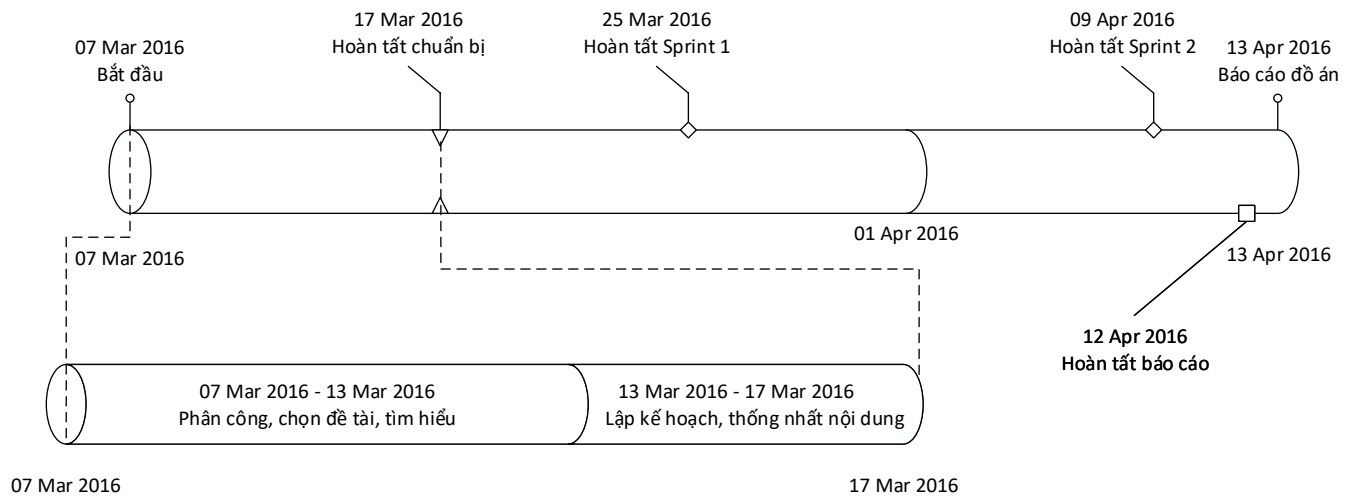 17 Mar 2016
Hoàn tất chuẩn bị
25 Mar 2016
Hoàn tất Sprint 1
09 Apr 2016
Hoàn tất Sprint 2
07 Mar 2016
Bắt đầu
13 Apr 2016
Báo cáo đồ án
01 Apr 2016
07 Mar 2016
13 Apr 2016
12 Apr 2016
Hoàn tất báo cáo
07 Mar 2016 - 13 Mar 2016
Phân công, chọn đề tài, tìm hiểu
13 Mar 2016 - 17 Mar 2016
Lập kế hoạch, thống nhất nội dung
07 Mar 2016
17 Mar 2016